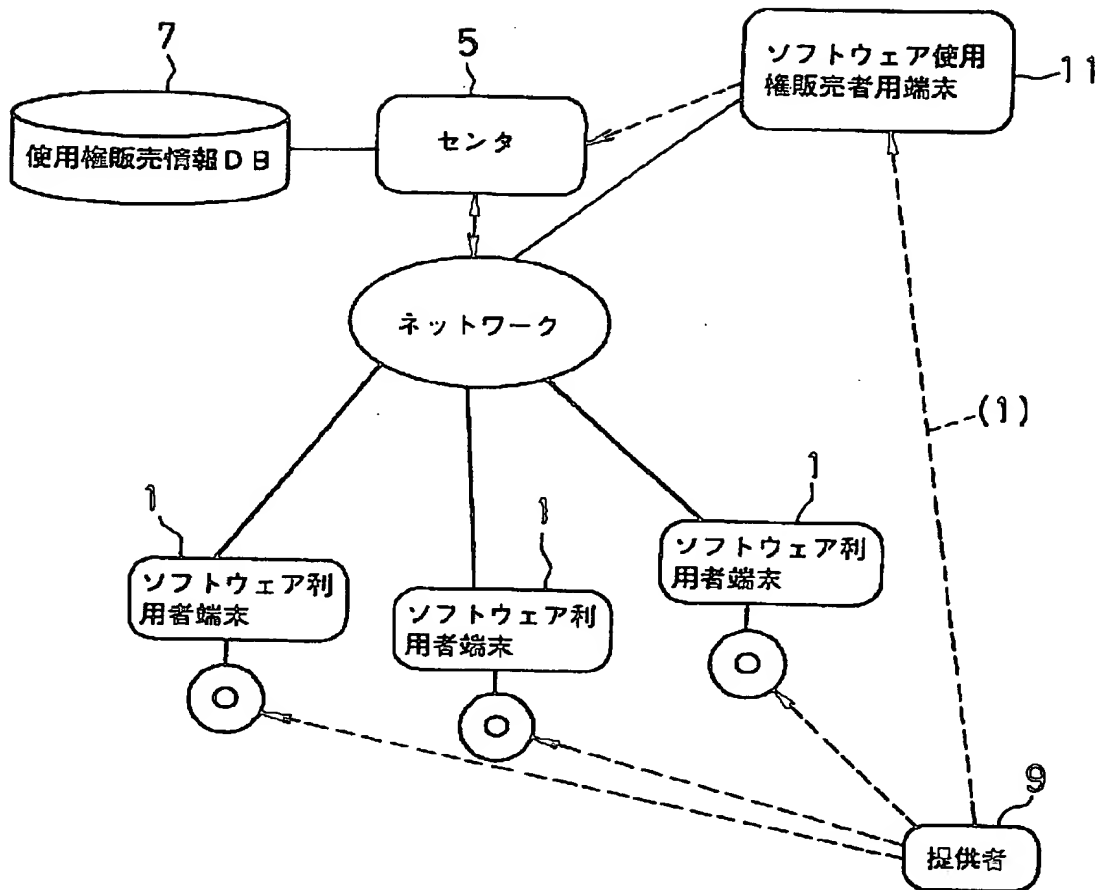 7
5
11
ソフトウェア使用
権販売者用端末
使用権販売情報DB
センタ
ネットワーク
(1)
1
1
1
ソフトウェア利
用者端末
ソフトウェア利
用者端末
ソフトウェア利
用者端末
9
提供者